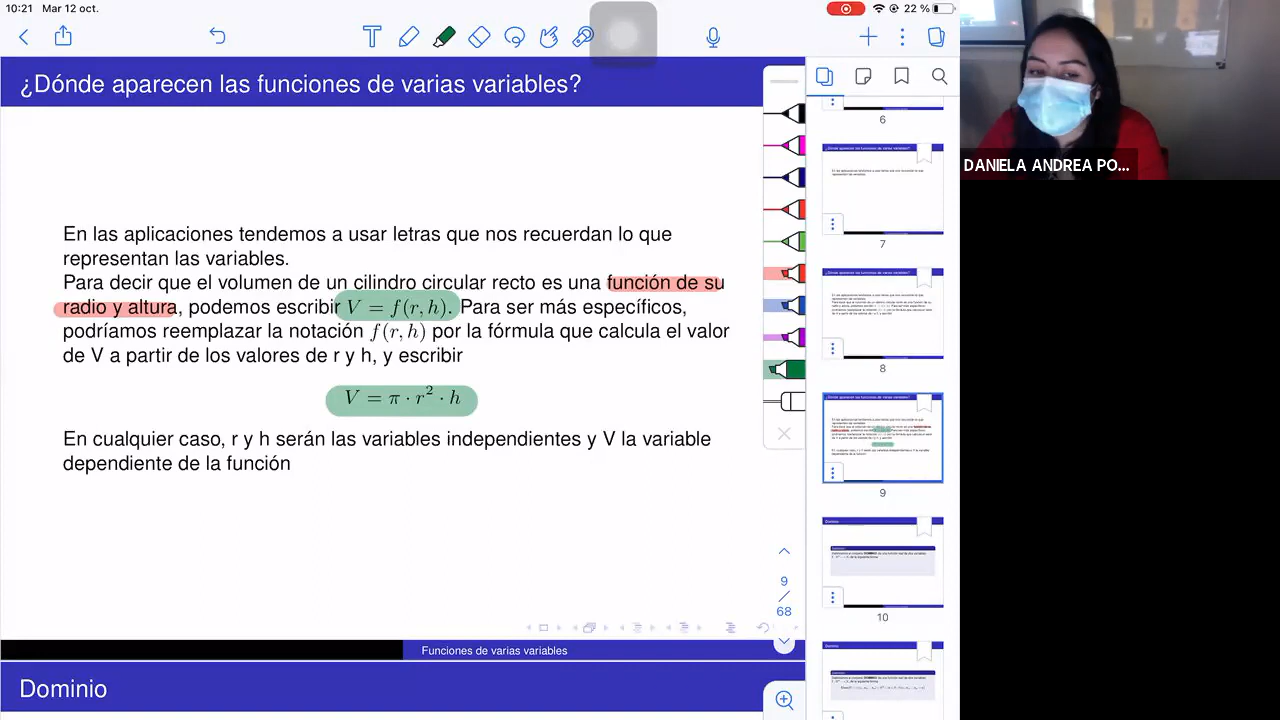 10:21 Mar 12 oct.
22 %
¿Dónde aparecen las funciones de varias variables?
En las aplicaciones tendemos a usar letras que nos recuerdan lo que
representan las variables.
Para decir que el volumen de un cilindro circular recto es una función de su
radio y altura, podríamos escribir V = f(r, h) Para ser más específicos,
podríamos reemplazar la notación f(r, h) por la fórmula que calcula el valor
de V a partir de los valores de r y h, y escribir
V = π · r² · h
En cualquier caso, r y h serán las variables independientes y V la variable
dependiente de la función
9
/
68
Funciones de varias variables
Dominio
6
7
8
9
10
DANIELA ANDREA PO...